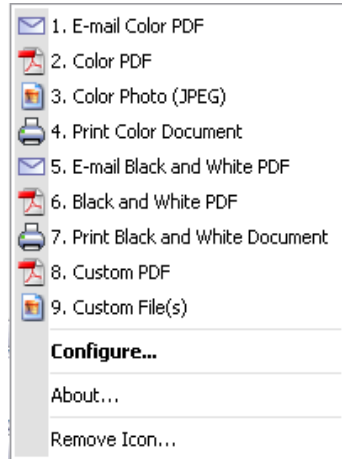 1. E-mail Color PDF
2. Color PDF
3. Color Photo (JPEG)
4. Print Color Document
5. E-mail Black and White PDF
6. Black and White PDF
7. Print Black and White Document
8. Custom PDF
9. Custom File(s)
Configure...
About...
Remove Icon...